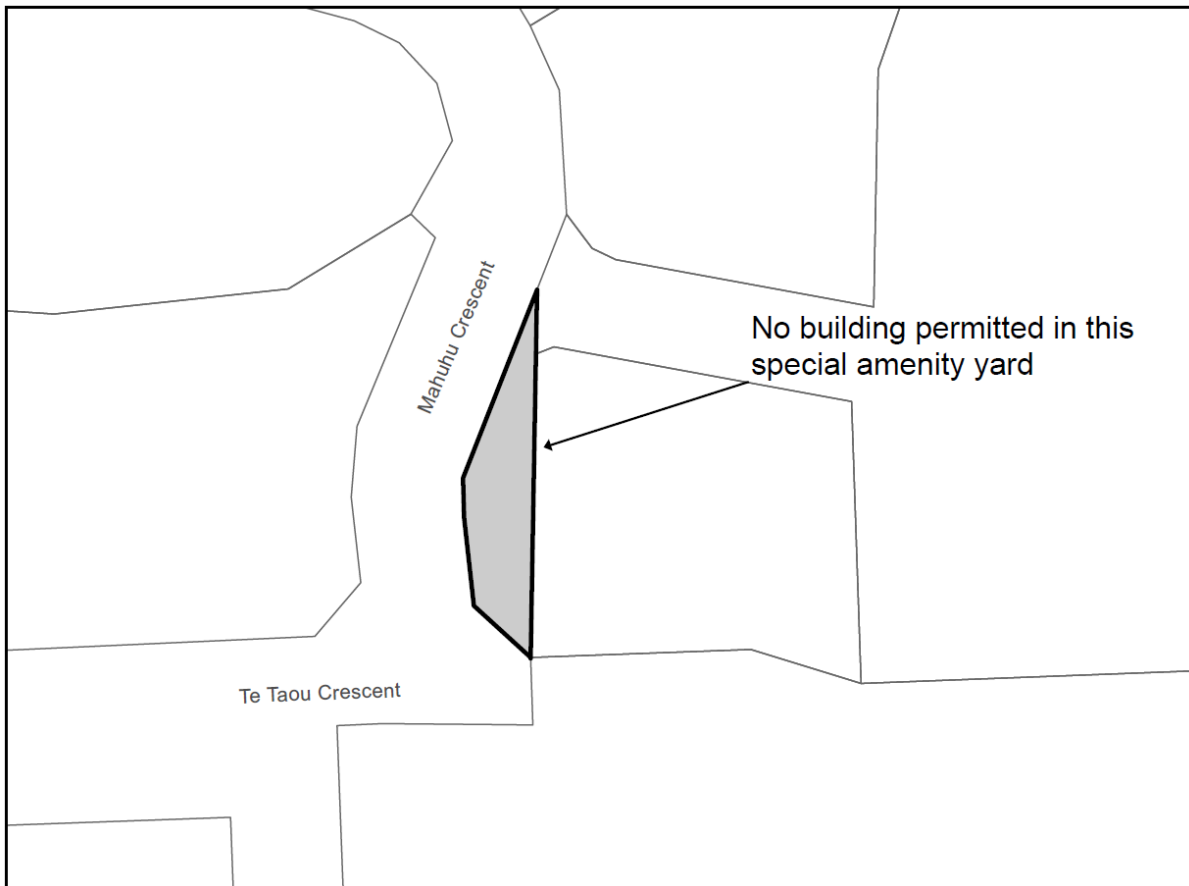 Mahuhu Crescent
No building permitted in this
special amenity yard
Te Taou Crescent